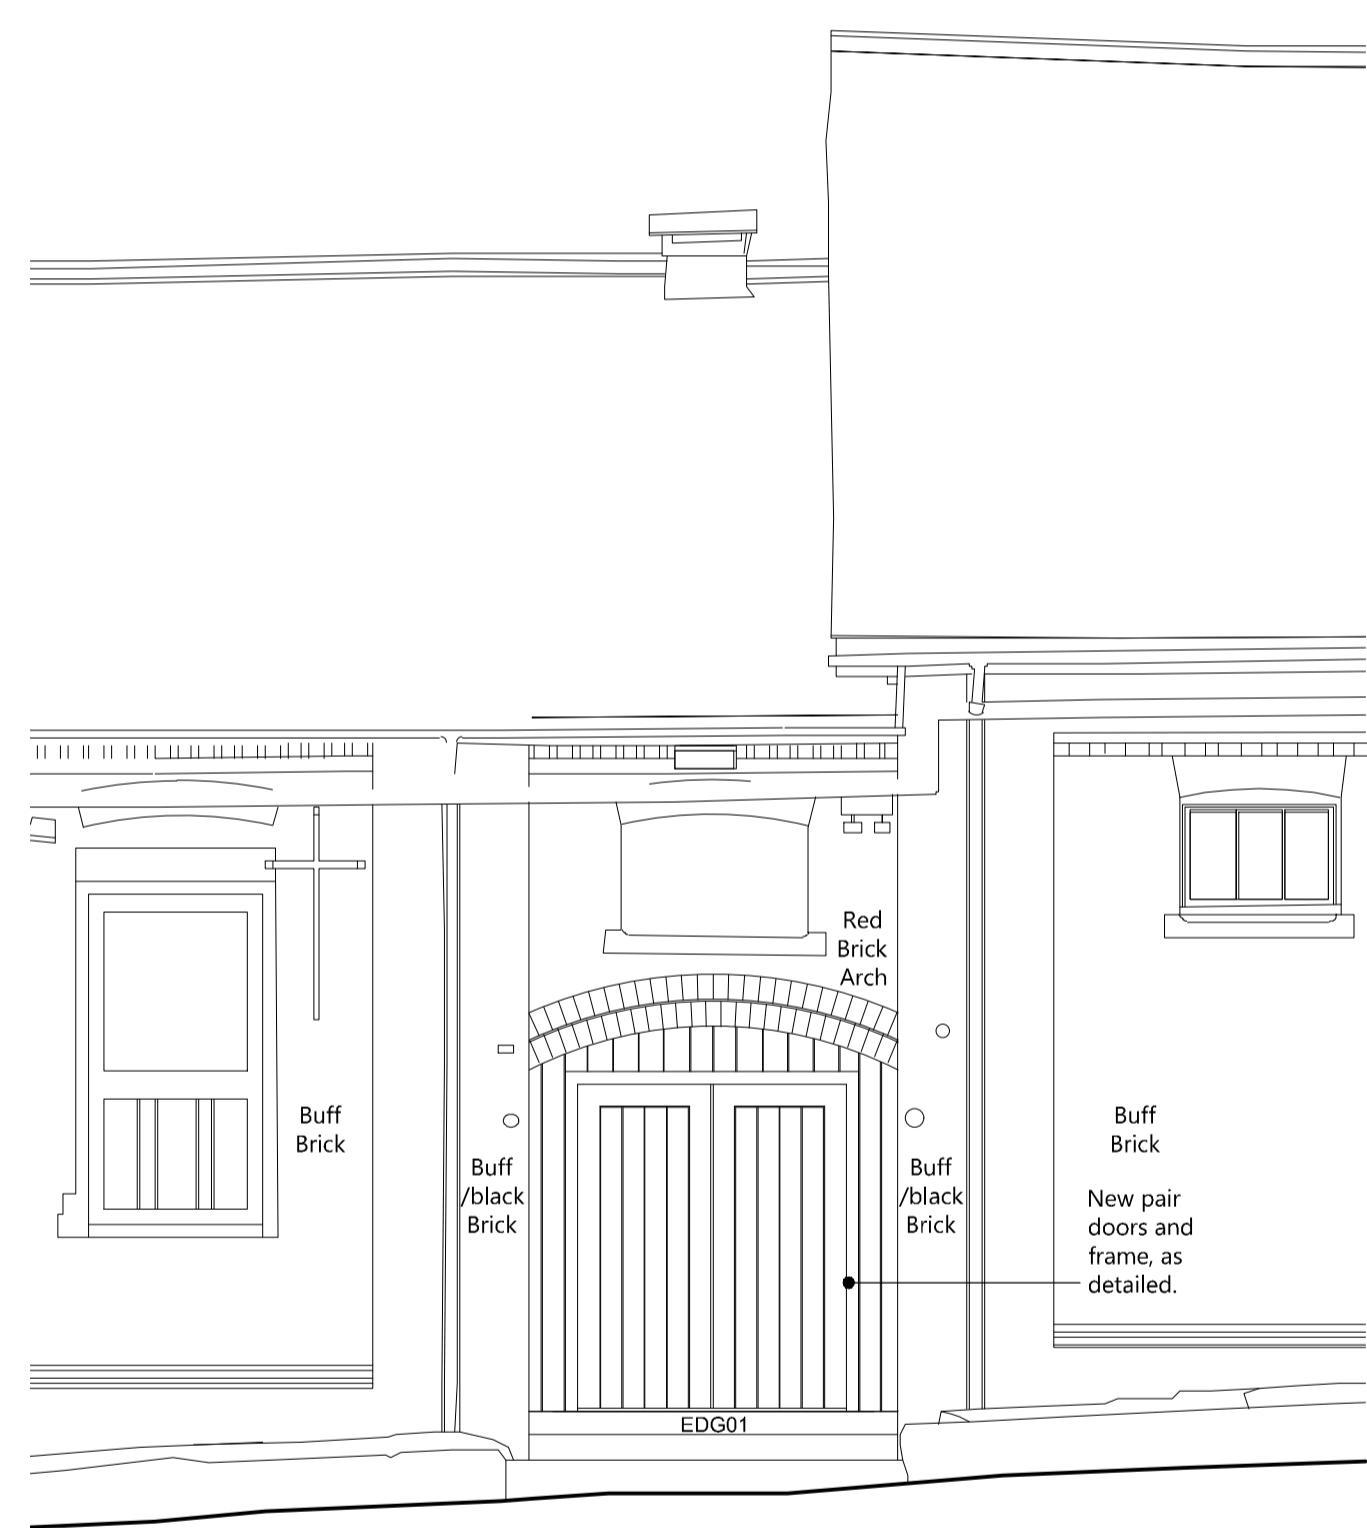 Red
Brick
Arch
Buff
Brick
Buff
/black
Brick
Buff
/black
Brick
Buff
Brick
New pair
doors and
frame, as
detailed.
EDG01